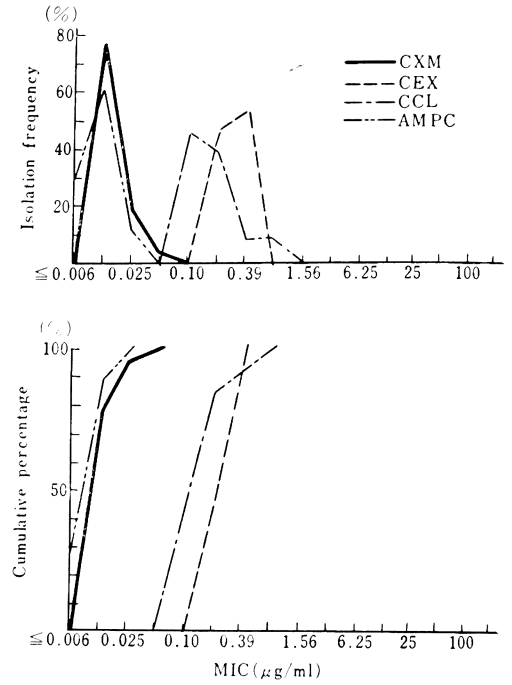 (%)
80
60
40
20
Isolation frequency
CXM
CEX
CCL
AMPC
≦0.006 0.025 0.10 0.39 1.56 6.25 25 100
(%)
100
50
Cumulative percentage
≦0.006 0.025 0.10 0.39 1.56 6.25 25 100
MIC(μg/ml)